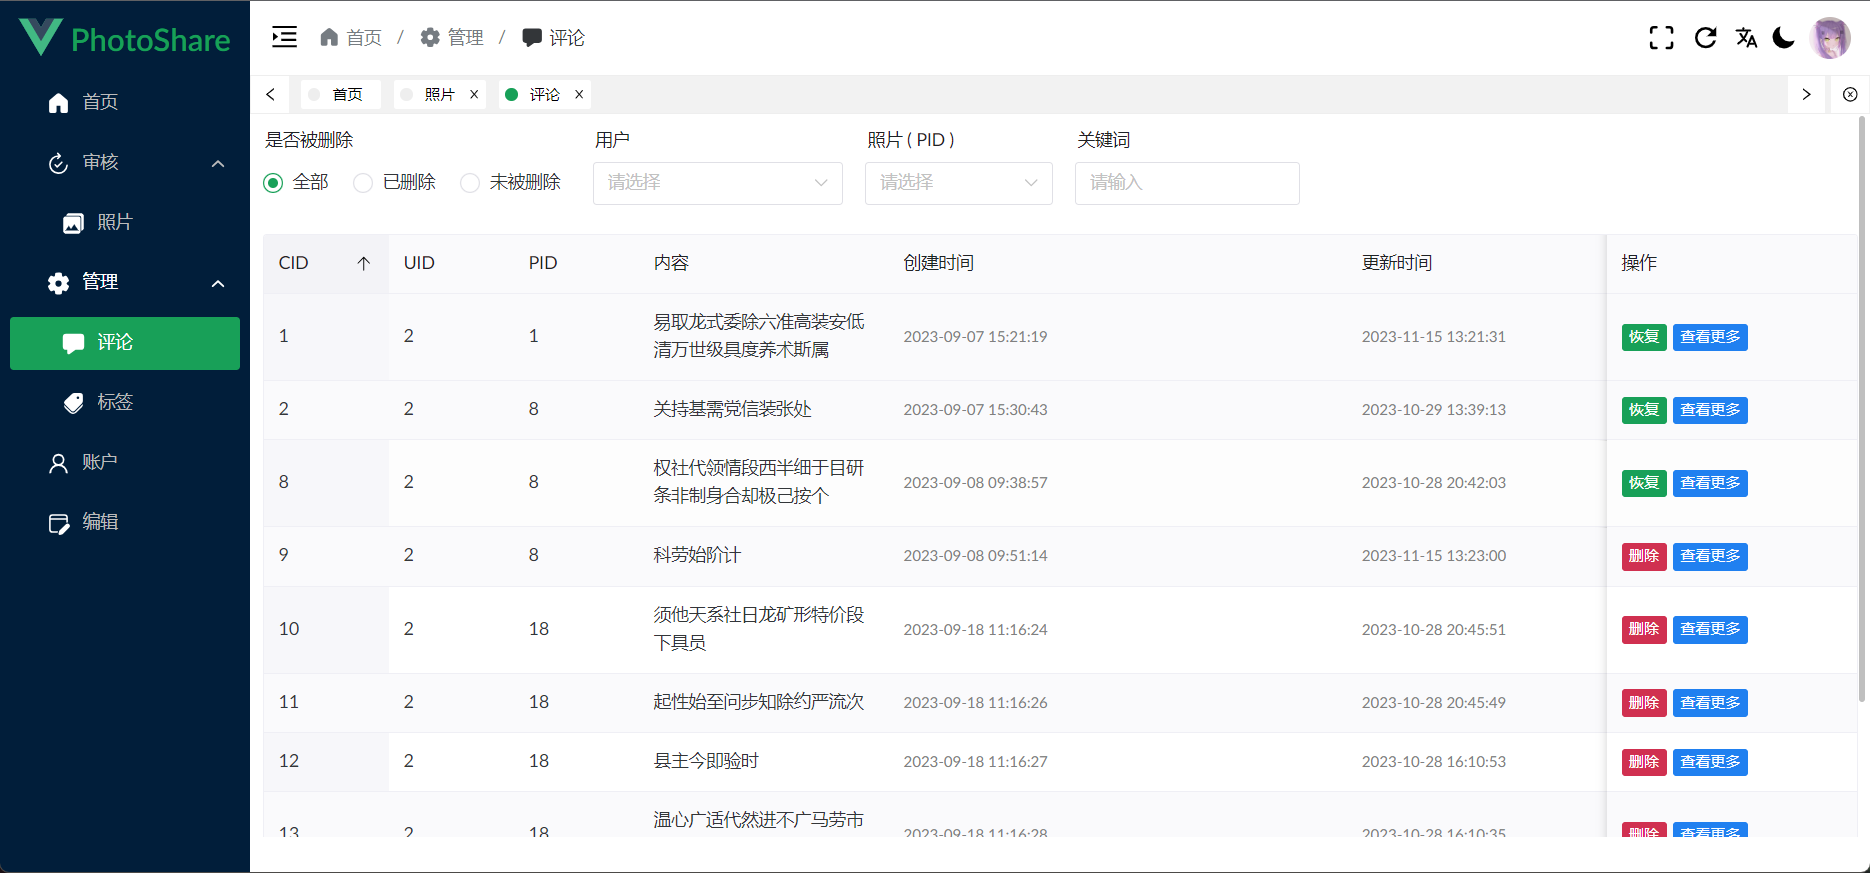 PhotoShare
首页
审核
照片
管理
评论
标签
账户
编辑
首页 / 管理 / 评论
首页 照片 评论
是否被删除 用户 照片 ( PID ) 关键词
全部 已删除 未被删除 请选择 请选择 请输入
CID UID PID 内容 创建时间 更新时间 操作
1 2 1 易取龙式委除六准高装安低 2023-09-07 15:21:19 2023-11-15 13:21:31 恢复 查看更多
清万世级具度养术斯属
2 2 8 关持基需党信装张处 2023-09-07 15:30:43 2023-10-29 13:39:13 恢复 查看更多
8 2 8 权社代领情段西半细于目研 2023-09-08 09:38:57 2023-10-28 20:42:03 恢复 查看更多
条非制身合却极己按个
9 2 8 科劳始阶计 2023-09-08 09:51:14 2023-11-15 13:23:00 删除 查看更多
10 2 18 须他天系社日龙矿形特价段 2023-09-18 11:16:24 2023-10-28 20:45:51 删除 查看更多
下具员
11 2 18 起性始至问步知除约严流次 2023-09-18 11:16:26 2023-10-28 20:45:49 删除 查看更多
12 2 18 县主今即验时 2023-09-18 11:16:27 2023-10-28 16:10:53 删除 查看更多
13 2 18 温心广适代然进不广马劳市 2023-09-18 11:16:28 2023-10-28 16:10:35 删除 查看更多